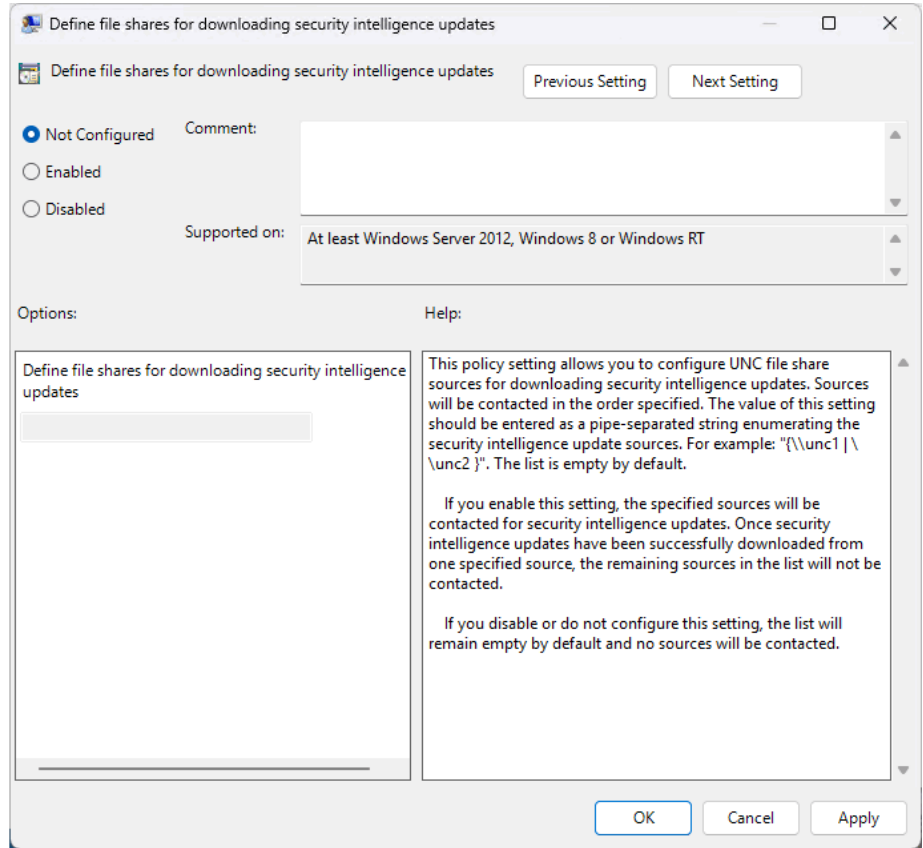 Define file shares for downloading security intelligence updates
Define file shares for downloading security intelligence updates
Previous Setting
Next Setting
Not Configured
Enabled
Disabled
Comment:
Supported on:
At least Windows Server 2012, Windows 8 or Windows RT
Options:
Help:
Define file shares for downloading security intelligence
updates
This policy setting allows you to configure UNC file share
sources for downloading security intelligence updates. Sources
will be contacted in the order specified. The value of this setting
should be entered as a pipe-separated string enumerating the
security intelligence update sources. For example: "{\\unc1 | \
\unc2 }". The list is empty by default.
If you enable this setting, the specified sources will be
contacted for security intelligence updates. Once security
intelligence updates have been successfully downloaded from
one specified source, the remaining sources in the list will not be
contacted.
If you disable or do not configure this setting, the list will
remain empty by default and no sources will be contacted.
OK
Cancel
Apply